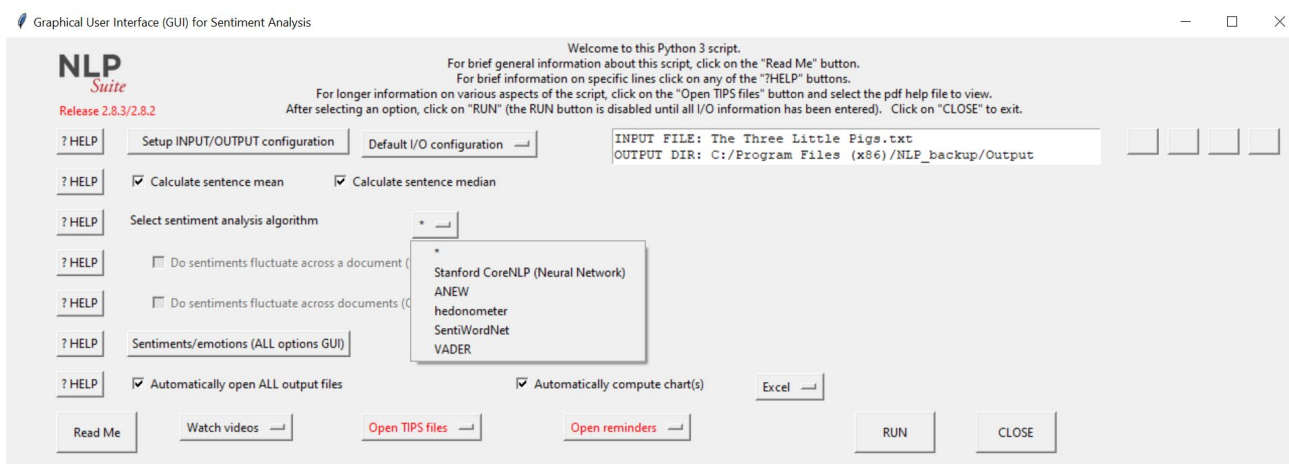 Graphical User Interface (GUI) for Sentiment Analysis
NLP
Suite
Release 2.8.3/2.8.2
Welcome to this Python 3 script.
For brief general information about this script, click on the "Read Me" button.
For brief information on specific lines click on any of the "?HELP" buttons.
For longer information on various aspects of the script, click on the "Open TIPS files" button and select the pdf help file to view.
After selecting an option, click on "RUN" (the RUN button is disabled until all I/O information has been entered). Click on "CLOSE" to exit.
? HELP Setup INPUT/OUTPUT configuration Default I/O configuration
INPUT FILE: The Three Little Pigs.txt
OUTPUT DIR: C:/Program Files (x86)/NLP_backup/Output
? HELP Calculate sentence mean Calculate sentence median
? HELP Select sentiment analysis algorithm *
*
Stanford CoreNLP (Neural Network)
ANEW
hedonometer
SentiWordNet
VADER
? HELP Do sentiments fluctuate across a document (
? HELP Do sentiments fluctuate across documents (
? HELP Sentiments/emotions (ALL options GUI)
? HELP Automatically open ALL output files Automatically compute chart(s) Excel
Read Me Watch videos Open TIPS files Open reminders RUN CLOSE